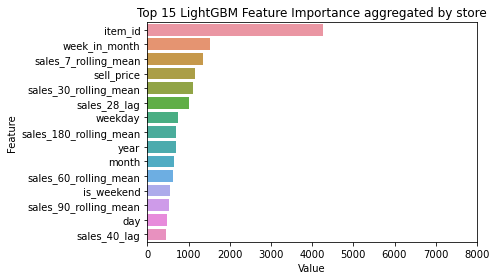 Top 15 LightGBM Feature Importance aggregated by store
item_id
week_in_month
sales_7_rolling_mean
sell_price
sales_30_rolling_mean
sales_28_lag
weekday
sales_180_rolling_mean
year
month
sales_60_rolling_mean
is_weekend
sales_90_rolling_mean
day
sales_40_lag
Feature
0 1000 2000 3000 4000 5000 6000 7000 8000
Value